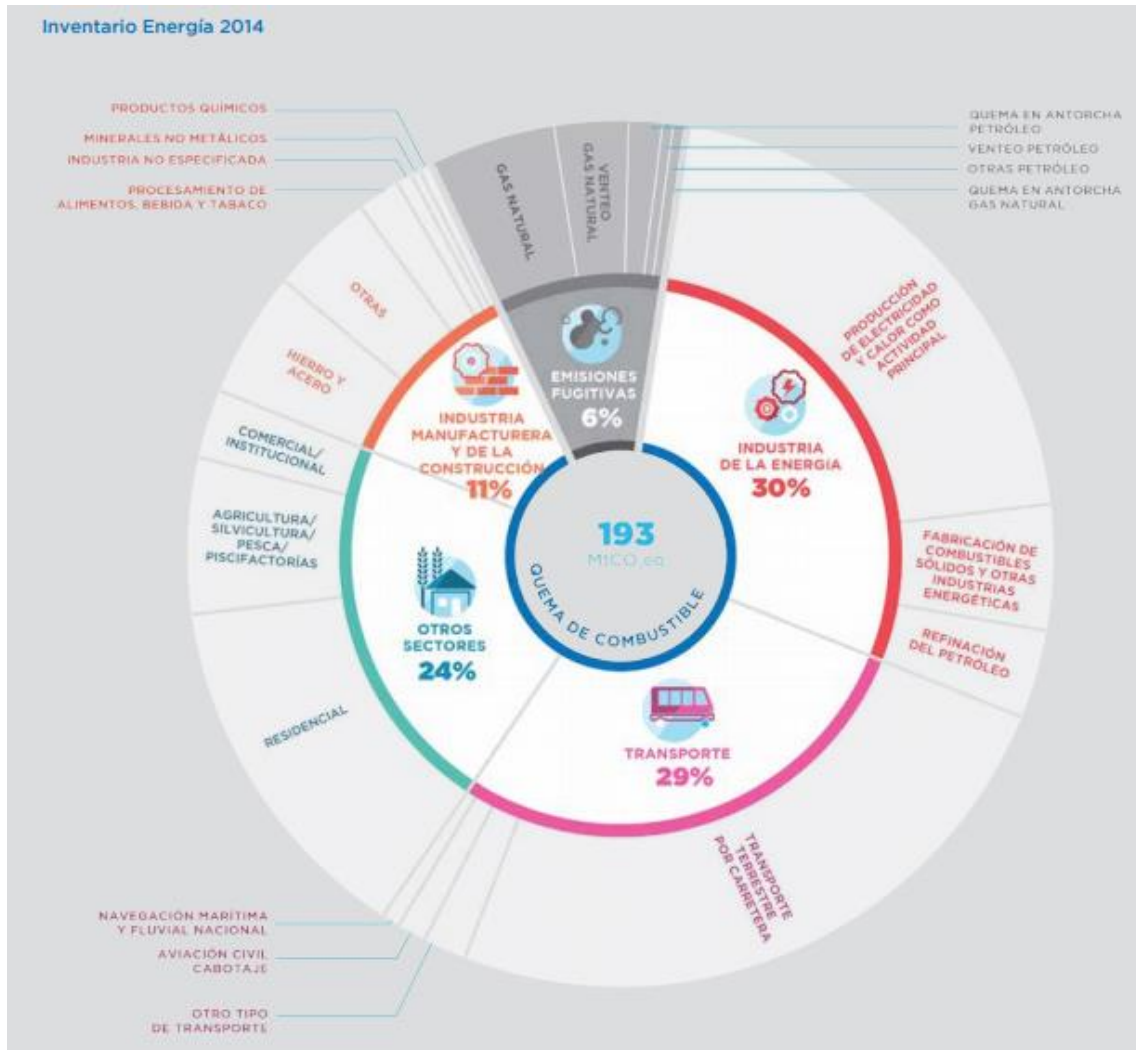 Inventario Energía 2014
PRODUCTOS QUÍMICOS
MINERALES NO METÁLICOS
INDUSTRIA NO ESPECIFICADA
PROCESAMIENTO DE
ALIMENTOS, BEBIDA Y TABACO
GAS NATURAL
VENTEO
GAS NATURAL
QUEMA EN ANTORCHA
PETRÓLEO
VENTEO PETRÓLEO
OTRAS PETRÓLEO
QUEMA EN ANTORCHA
GAS NATURAL
OTRAS
HIERRO Y
ACERO
COMERCIAL/
INSTITUCIONAL
AGRICULTURA/
SILVICULTURA/
PESCA/
PISCIFACTORÍAS
RESIDENCIAL
PRODUCCIÓN
DE ELECTRICIDAD
Y CALOR COMO
ACTIVIDAD
PRINCIPAL
FABRICACIÓN DE
COMBUSTIBLES
SÓLIDOS Y OTRAS
INDUSTRIAS
ENERGÉTICAS
REFINACIÓN
DEL PETRÓLEO
EMISIONES
FUGITIVAS
6%
INDUSTRIA
MANUFACTURERA
Y DE LA
CONSTRUCCIÓN
11%
INDUSTRIA
DE LA ENERGÍA
30%
193
MtCO₂eq
QUEMA DE COMBUSTIBLE
OTROS
SECTORES
24%
TRANSPORTE
29%
TRANSPORTE
TERRESTRE
POR CARRETERA
NAVEGACIÓN MARÍTIMA
Y FLUVIAL NACIONAL
AVIACIÓN CIVIL
CABOTAJE
OTRO TIPO
DE TRANSPORTE